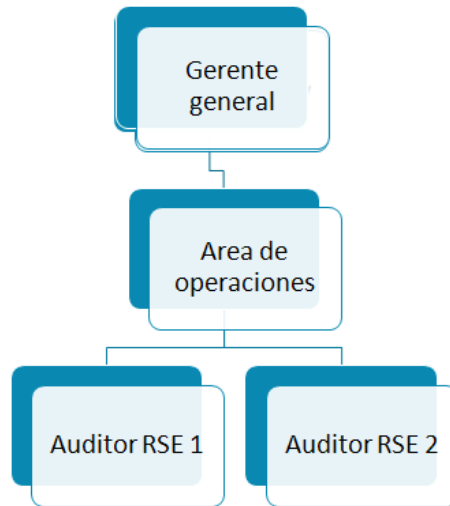 Gerente
general
Area de
operaciones
Auditor RSE 1
Auditor RSE 2